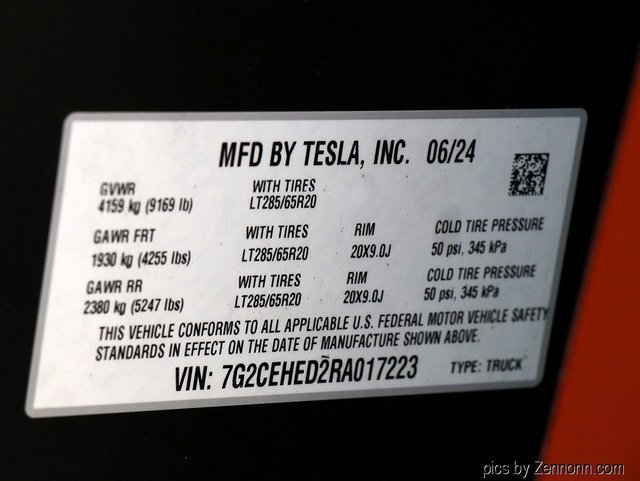 MFD BY TESLA, INC. 06/24
GVWR WITH TIRES
4159 kg (9169 lb) LT285/65R20
GAWR FRT WITH TIRES RIM COLD TIRE PRESSURE
1930 kg (4255 lbs) LT285/65R20 20X9.0J 50 psi, 345 kPa
GAWR RR WITH TIRES RIM COLD TIRE PRESSURE
2380 kg (5247 lbs) LT285/65R20 20X9.0J 50 psi, 345 kPa
THIS VEHICLE CONFORMS TO ALL APPLICABLE U.S. FEDERAL MOTOR VEHICLE SAFETY
STANDARDS IN EFFECT ON THE DATE OF MANUFACTURE SHOWN ABOVE.
VIN: 7G2CEHED2RA017223 TYPE: TRUCK
pics by Zennonn.com